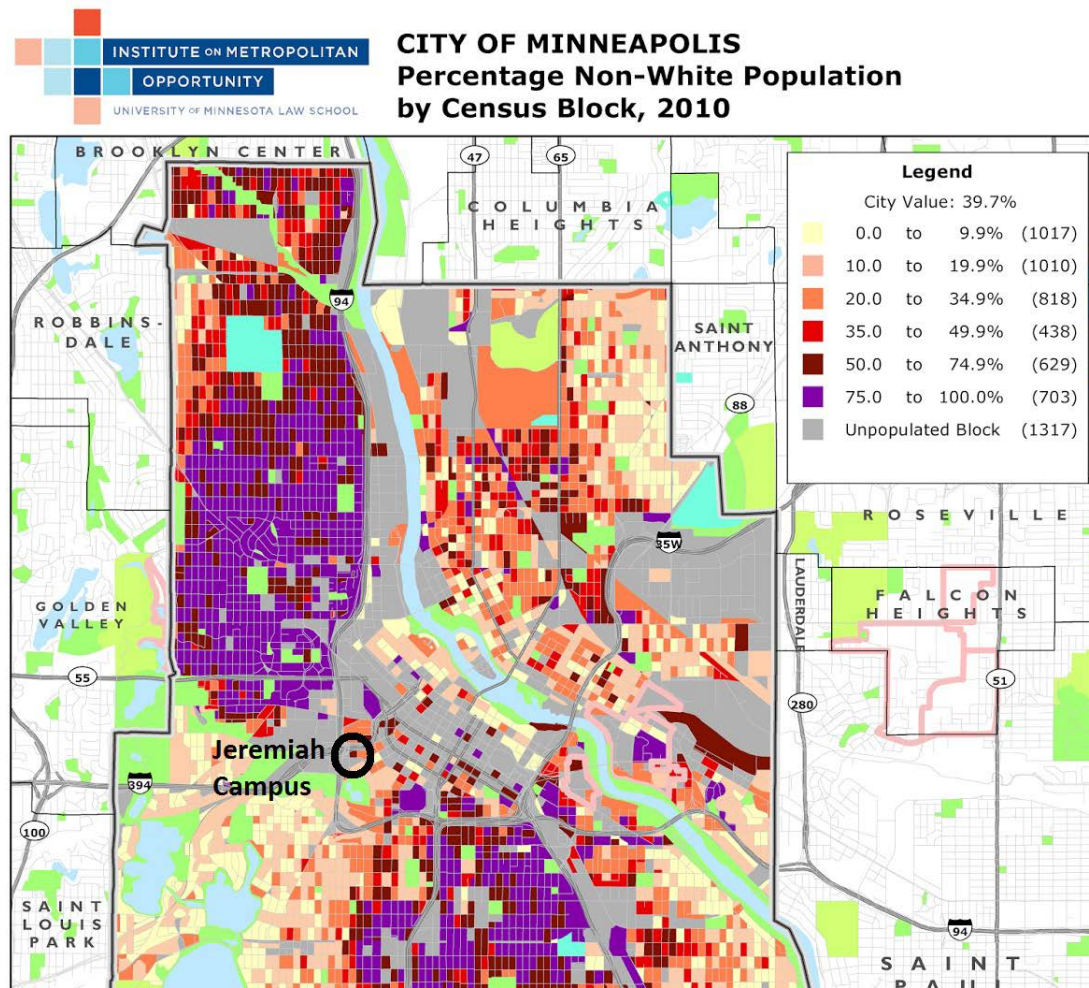 INSTITUTE ON METROPOLITAN
OPPORTUNITY
UNIVERSITY OF MINNESOTA LAW SCHOOL
CITY OF MINNEAPOLIS
Percentage Non-White Population
by Census Block, 2010
BROOKLYN CENTER
47
65
COLUMBIA
HEIGHTS
Legend
City Value: 39.7%
0.0 to 9.9% (1017)
10.0 to 19.9% (1010)
20.0 to 34.9% (818)
35.0 to 49.9% (438)
50.0 to 74.9% (629)
75.0 to 100.0% (703)
Unpopulated Block (1317)
94
ROBBINS-
DALE
SAINT
ANTHONY
88
ROSEVILLE
35W
LAUDERDALE
FALCON
HEIGHTS
GOLDEN
VALLEY
55
51
280
Jeremiah
Campus
394
100
SAINT
LOUIS
PARK
94
SAINT
PAUL